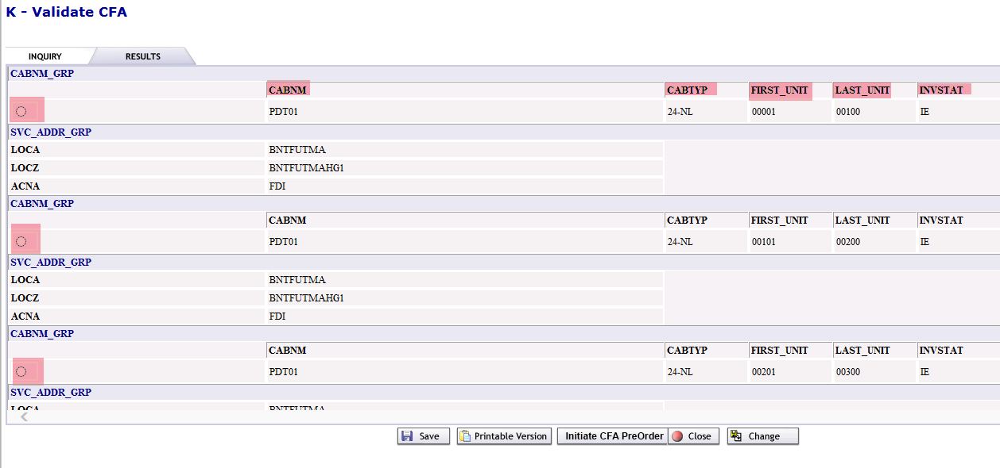 K - Validate CFA
INQUIRY RESULTS
CABNM_GRP
CABNM CABTYP FIRST_UNIT LAST_UNIT INVSTAT
PDT01 24-NL 00001 00100 IE
SVC_ADDR_GRP
LOCA BNTFUTMA
LOCZ BNTFUTMAHG1
ACNA FDI
CABNM_GRP
CABNM CABTYP FIRST_UNIT LAST_UNIT INVSTAT
PDT01 24-NL 00101 00200 IE
SVC_ADDR_GRP
LOCA BNTFUTMA
LOCZ BNTFUTMAHG1
ACNA FDI
CABNM_GRP
CABNM CABTYP FIRST_UNIT LAST_UNIT INVSTAT
PDT01 24-NL 00201 00300 IE
SVC_ADDR_GRP
LOCA BNTFUTMA
Save Printable Version Initiate CFA PreOrder Close Change